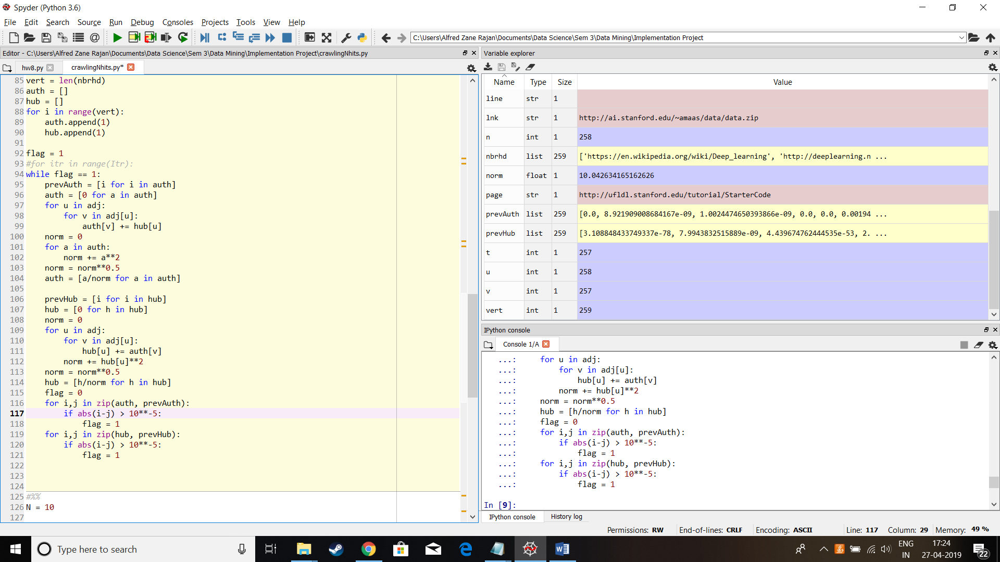 Spyder (Python 3.6)
File Edit Search Source Run Debug Consoles Projects Tools View Help
C:\Users\Alfred Zane Rajan\Documents\Data Science\Sem 3\Data Mining\Implementation Project
Editor - C:\Users\Alfred Zane Rajan\Documents\Data Science\Sem 3\Data Mining\Implementation Project\crawlingNhits.py
hw8.py crawlingNhits.py*
85 vert = len(nbrhd)
86 auth = []
87 hub = []
88 for i in range(vert):
89     auth.append(1)
90     hub.append(1)
91
92 flag = 1
93 #for itr in range(Itr):
94 while flag == 1:
95     prevAuth = [i for i in auth]
96     auth = [0 for a in auth]
97     for u in adj:
98         for v in adj[u]:
99             auth[v] += hub[u]
100     norm = 0
101     for a in auth:
102         norm += a**2
103     norm = norm**0.5
104     auth = [a/norm for a in auth]
105
106     prevHub = [i for i in hub]
107     hub = [0 for h in hub]
108     norm = 0
109     for u in adj:
110         for v in adj[u]:
111             hub[u] += auth[v]
112         norm += hub[u]**2
113     norm = norm**0.5
114     hub = [h/norm for h in hub]
115     flag = 0
116     for i,j in zip(auth, prevAuth):
117         if abs(i-j) > 10**-5:
118             flag = 1
119     for i,j in zip(hub, prevHub):
120         if abs(i-j) > 10**-5:
121             flag = 1
122
123
124
125 #%%
126 N = 10
127
Variable explorer
Name Type Size Value
line str 1
lnk str 1 http://ai.stanford.edu/~amaas/data/data.zip
n int 1 258
nbrhd list 259 ['https://en.wikipedia.org/wiki/Deep_learning', 'http://deeplearning.n ...
norm float 1 10.042634165162626
page str 1 http://ufldl.stanford.edu/tutorial/StarterCode
prevAuth list 259 [0.0, 8.921909008684167e-09, 1.0024474650393866e-09, 0.0, 0.0, 0.00194 ...
prevHub list 259 [3.108848433749337e-78, 7.9943832515889e-09, 4.439674762444535e-53, 2. ...
t int 1 257
u int 1 258
v int 1 257
vert int 1 259
IPython console
Console 1/A
...:     for u in adj:
...:         for v in adj[u]:
...:             hub[u] += auth[v]
...:         norm += hub[u]**2
...:     norm = norm**0.5
...:     hub = [h/norm for h in hub]
...:     flag = 0
...:     for i,j in zip(auth, prevAuth):
...:         if abs(i-j) > 10**-5:
...:             flag = 1
...:     for i,j in zip(hub, prevHub):
...:         if abs(i-j) > 10**-5:
...:             flag = 1
In [9]:
IPython console History log
Permissions: RW End-of-lines: CRLF Encoding: ASCII Line: 117 Column: 29 Memory: 49 %
Type here to search
ENG
IN
17:24
27-04-2019
22